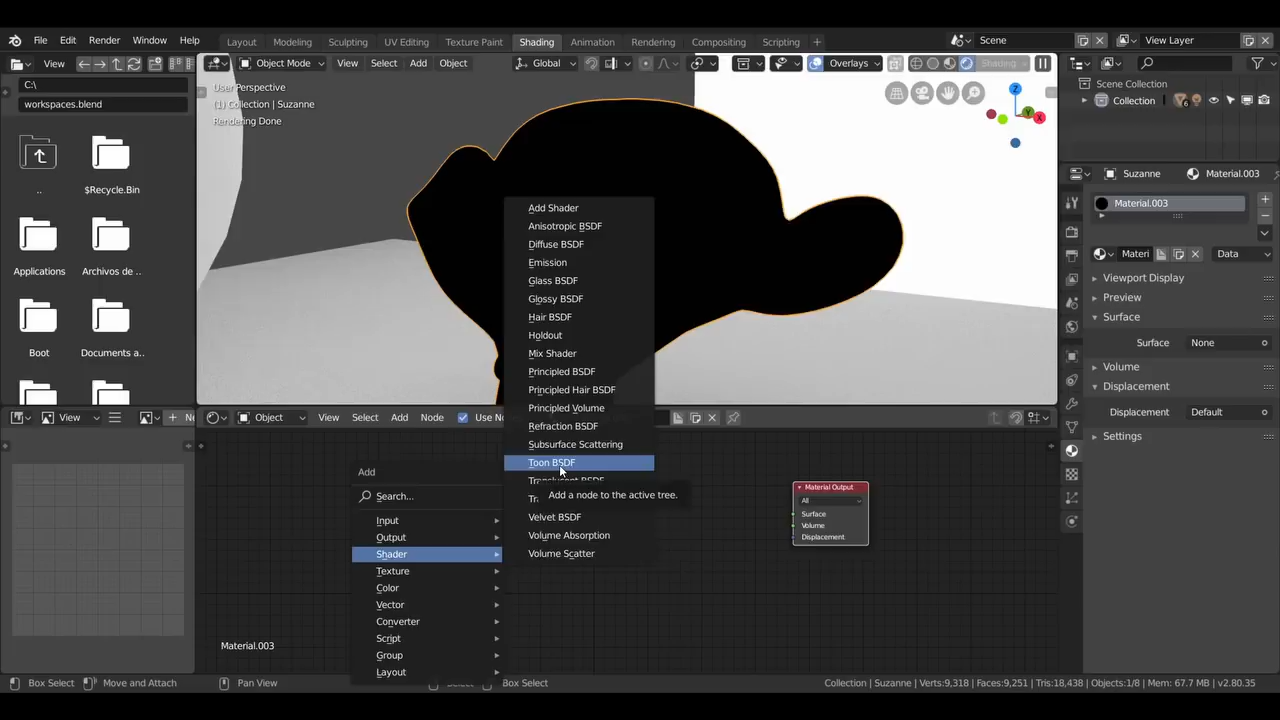 File Edit Render Window Help
Layout Modeling Sculpting UV Editing Texture Paint Shading Animation Rendering Compositing Scripting +
Scene
View Layer
View
C:\
workspaces.blend
..
$Recycle.Bin
Applications
Archivos de ..
Boot
Documents a..
Object Mode View Select Add Object
Global
Overlays
Shading
User Perspective
(1) Collection | Suzanne
Rendering Done
Z
Y
X
Scene Collection
Collection
6
Suzanne
Material.003
Material.003
Materi
Data
Viewport Display
Preview
Surface
Surface None
Volume
Displacement
Displacement Default
Settings
Add Shader
Anisotropic BSDF
Diffuse BSDF
Emission
Glass BSDF
Glossy BSDF
Hair BSDF
Holdout
Mix Shader
Principled BSDF
Principled Hair BSDF
Principled Volume
Refraction BSDF
Subsurface Scattering
Toon BSDF
Translucent BSDF
Add a node to the active tree.
Velvet BSDF
Volume Absorption
Volume Scatter
View
Object View Select Add Node
Add
Search...
Input
Output
Shader
Texture
Color
Vector
Converter
Script
Group
Layout
Material Output
All
Surface
Volume
Displacement
Material.003
Box Select Move and Attach Pan View Select Box Select
Collection | Suzanne | Verts:9,318 | Faces:9,251 | Tris:18,438 | Objects:1/8 | Mem: 67.7 MB | v2.80.35